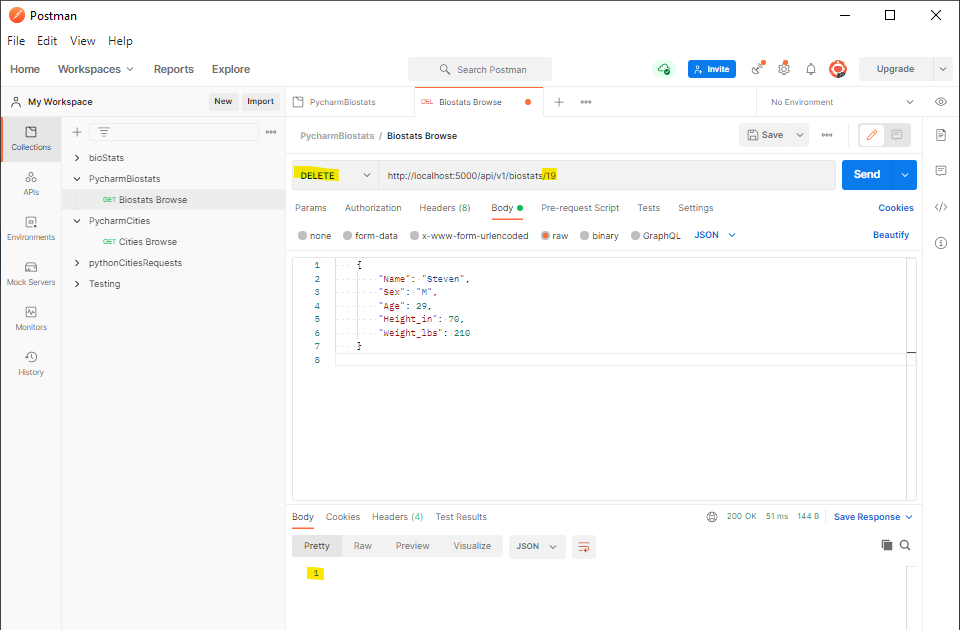 Postman
File Edit View Help
Home Workspaces Reports Explore Search Postman Invite Upgrade
My Workspace New Import PycharmBiostats DEL Biostats Browse No Environment
Collections
APIs
Environments
Mock Servers
Monitors
History
bioStats
PycharmBiostats
GET Biostats Browse
PycharmCities
GET Cities Browse
pythonCitiesRequests
Testing
PycharmBiostats / Biostats Browse Save
DELETE http://localhost:5000/api/v1/biostats/19 Send
Params Authorization Headers (8) Body Pre-request Script Tests Settings Cookies
none form-data x-www-form-urlencoded raw binary GraphQL JSON Beautify
1 {
2 "Name": "Steven",
3 "Sex": "M",
4 "Age": 29,
5 "Height_in": 70,
6 "Weight_lbs": 210
7 }
8
Body Cookies Headers (4) Test Results 200 OK 51 ms 144 B Save Response
Pretty Raw Preview Visualize JSON
1